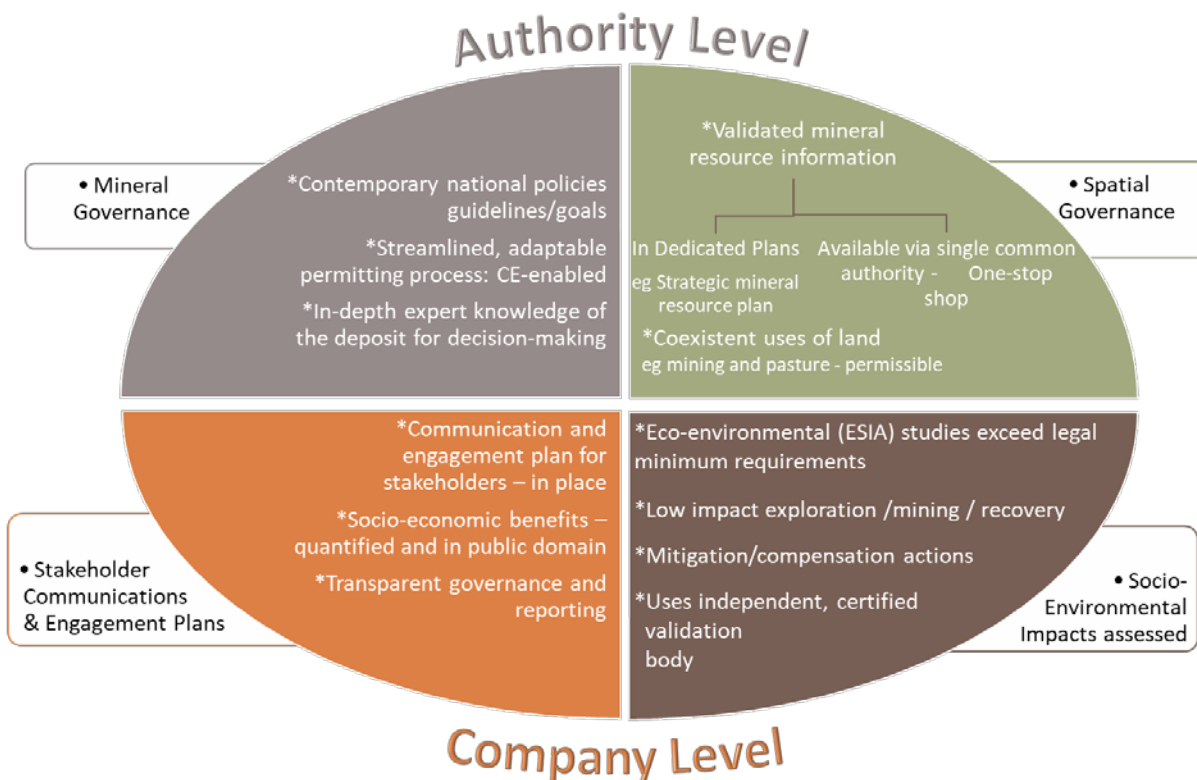 Authority Level
• Mineral
Governance
*Contemporary national policies
guidelines/goals
*Streamlined, adaptable
permitting process: CE-enabled
*In-depth expert knowledge of
the deposit for decision-making
*Validated mineral
resource information
In Dedicated Plans
eg Strategic mineral
resource plan
Available via single common
authority - One-stop
shop
*Coexistent uses of land
eg mining and pasture - permissible
• Spatial
Governance
• Stakeholder
Communications
& Engagement Plans
*Communication and
engagement plan for
stakeholders – in place
*Socio-economic benefits –
quantified and in public domain
*Transparent governance and
reporting
*Eco-environmental (ESIA) studies exceed legal
minimum requirements
*Low impact exploration /mining / recovery
*Mitigation/compensation actions
*Uses independent, certified
validation
body
• Socio-
Environmental
Impacts assessed
Company Level